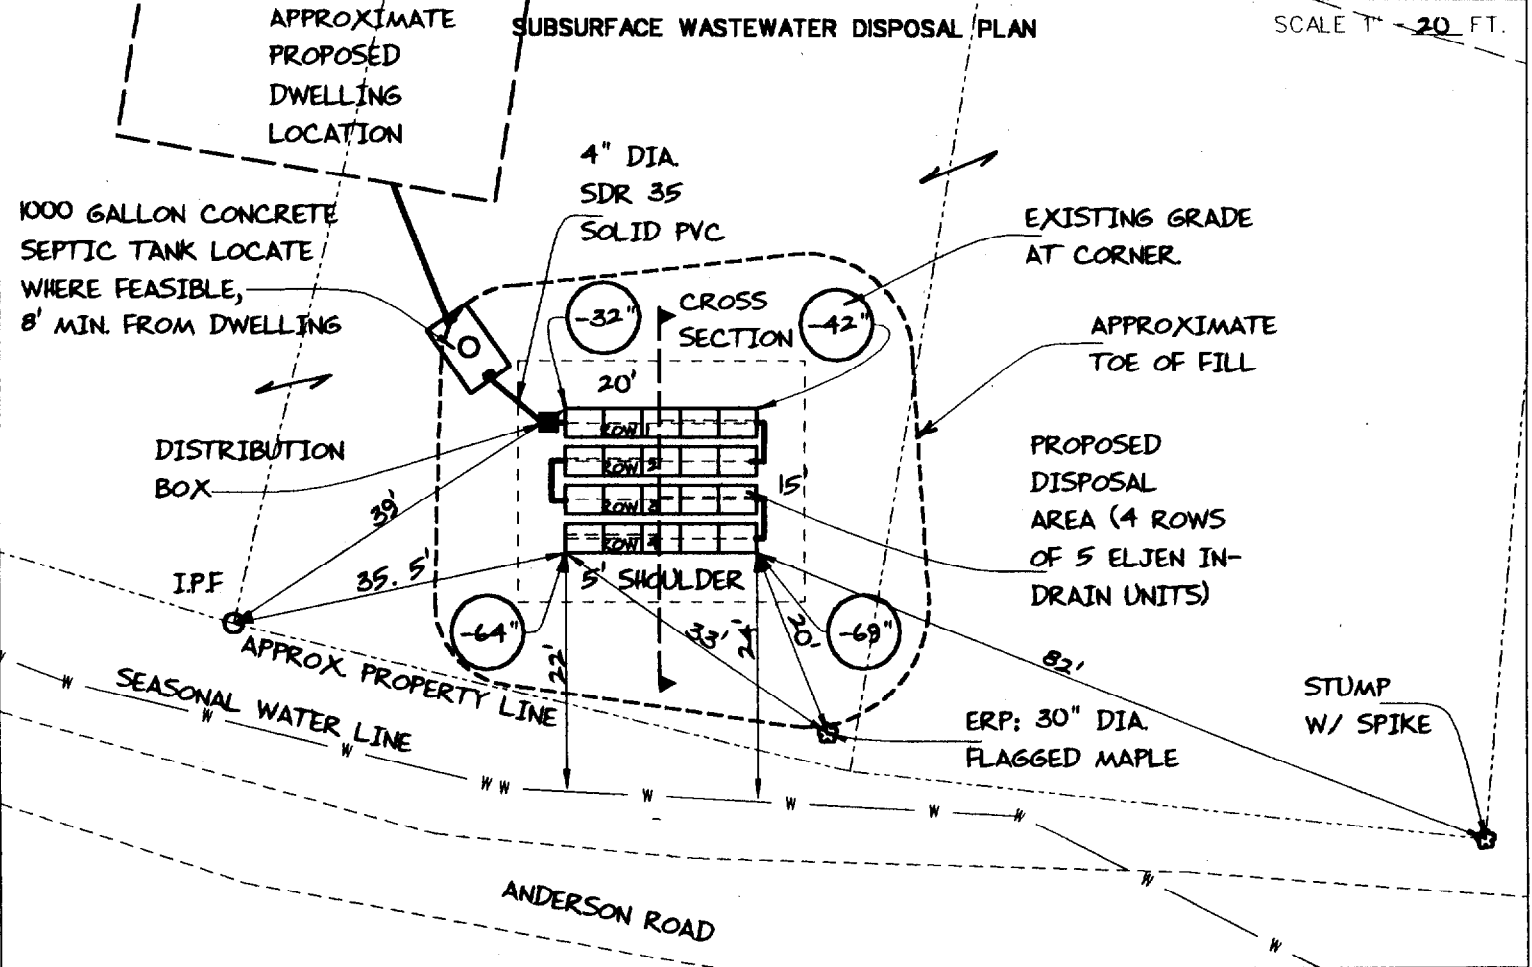 SUBSURFACE WASTEWATER DISPOSAL PLAN
SCALE 1" = 20 FT.
APPROXIMATE
PROPOSED
DWELLING
LOCATION
4" DIA.
SDR 35
SOLID PVC
1000 GALLON CONCRETE
SEPTIC TANK LOCATE
WHERE FEASIBLE,
8' MIN. FROM DWELLING
EXISTING GRADE
AT CORNER.
-32"
CROSS
SECTION
-42"
APPROXIMATE
TOE OF FILL
20'
DISTRIBUTION
BOX
ROW 1
ROW 2
ROW 3
ROW 4
15'
PROPOSED
DISPOSAL
AREA (4 ROWS
OF 5 ELJEN IN-
DRAIN UNITS)
39'
35.5'
I.P.F
5' SHOULDER
-64"
22'
33'
24'
20'
-69"
82'
APPROX. PROPERTY LINE
SEASONAL WATER LINE
W W W W W W W W W W W
ERP: 30" DIA.
FLAGGED MAPLE
STUMP
W/ SPIKE
ANDERSON ROAD